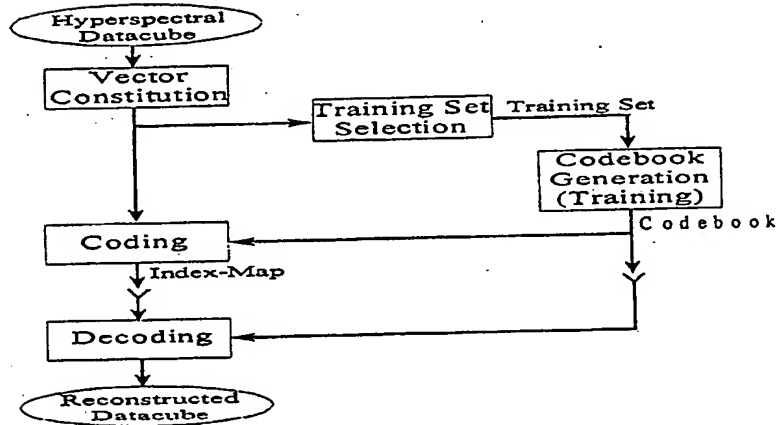 Hyperspectral
Datacube
Vector
Constitution
Training Set
Selection
Training Set
Codebook
Generation
(Training)
Codebook
Coding
Index-Map
Decoding
Reconstructed
Datacube